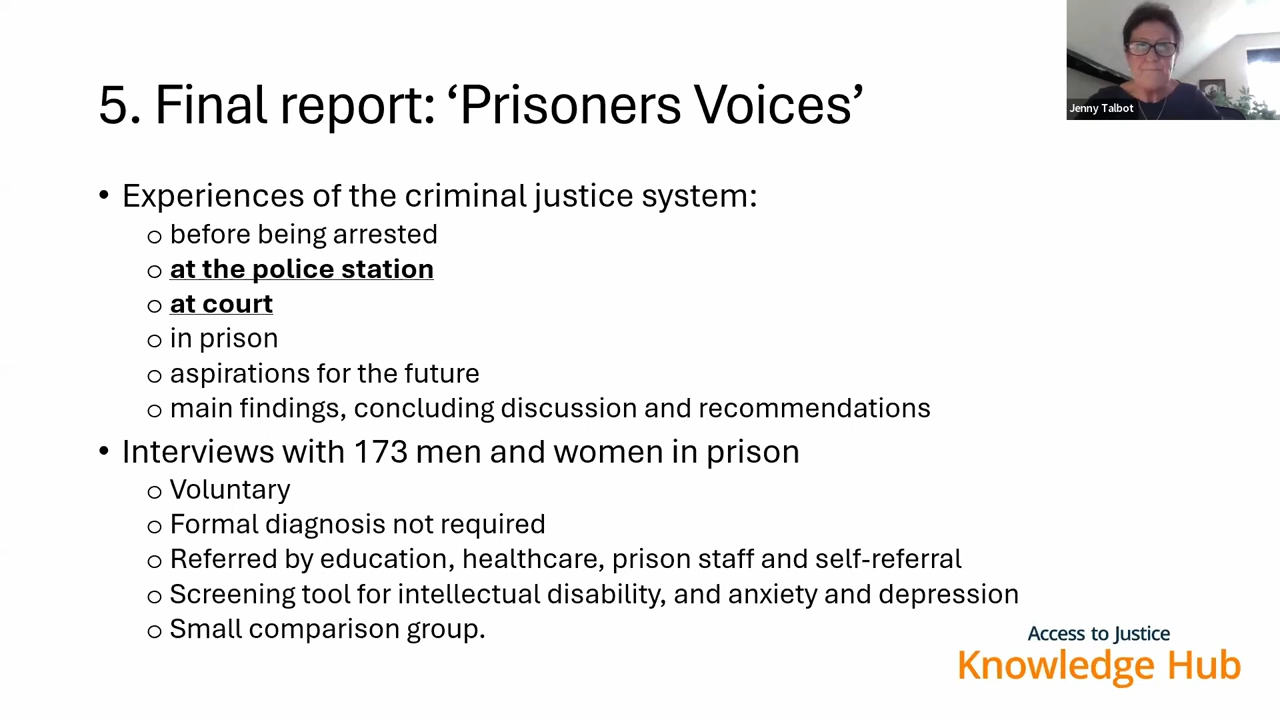 5. Final report: ‘Prisoners Voices’
Jenny Talbot
• Experiences of the criminal justice system:
o before being arrested
o at the police station
o at court
o in prison
o aspirations for the future
o main findings, concluding discussion and recommendations
• Interviews with 173 men and women in prison
o Voluntary
o Formal diagnosis not required
o Referred by education, healthcare, prison staff and self-referral
o Screening tool for intellectual disability, and anxiety and depression
o Small comparison group.
Access to Justice
Knowledge Hub